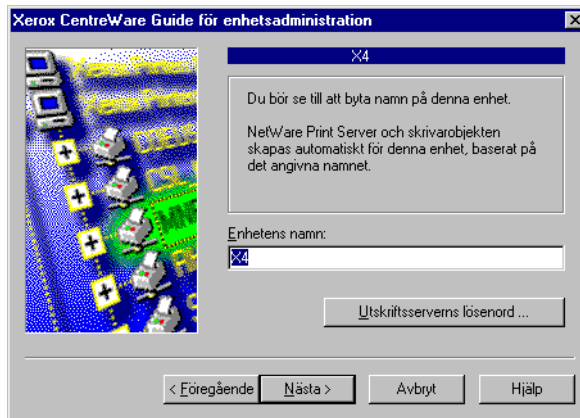 Xerox CentreWare Guide för enhetsadministration
X4
Du bör se till att byta namn på denna enhet.
NetWare Print Server och skrivarobjekten
skapas automatiskt för denna enhet, baserat på
det angivna namnet.
Enhetens namn:
X4
Utskriftsserverns lösenord ...
< Föregående
Nästa >
Avbryt
Hjälp